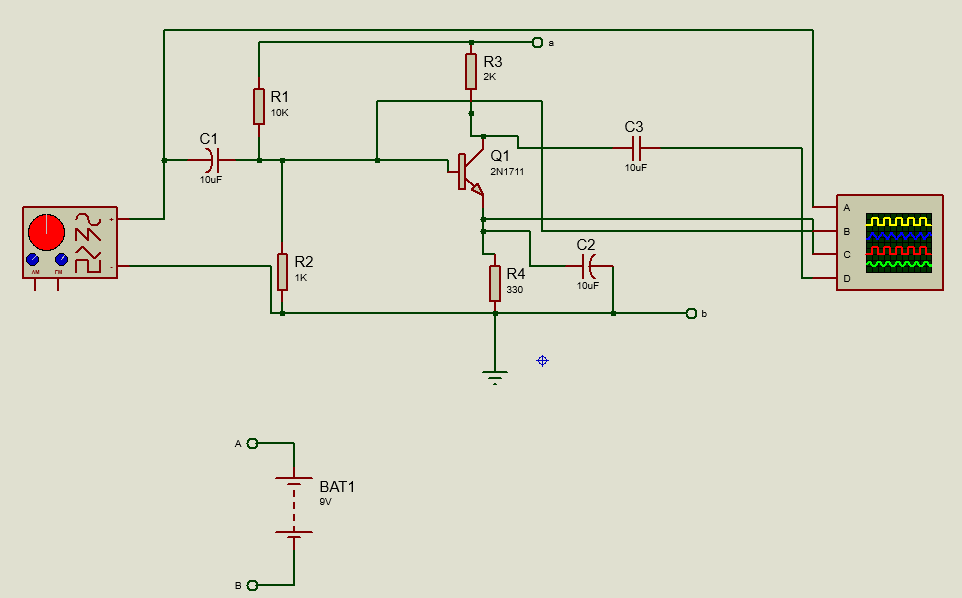 a
R3
2K
R1
10K
C1
10uF
C3
10uF
Q1
2N1711
+
-
AM
FM
A
B
C
D
R2
1K
C2
10uF
R4
330
b
A
BAT1
9V
B